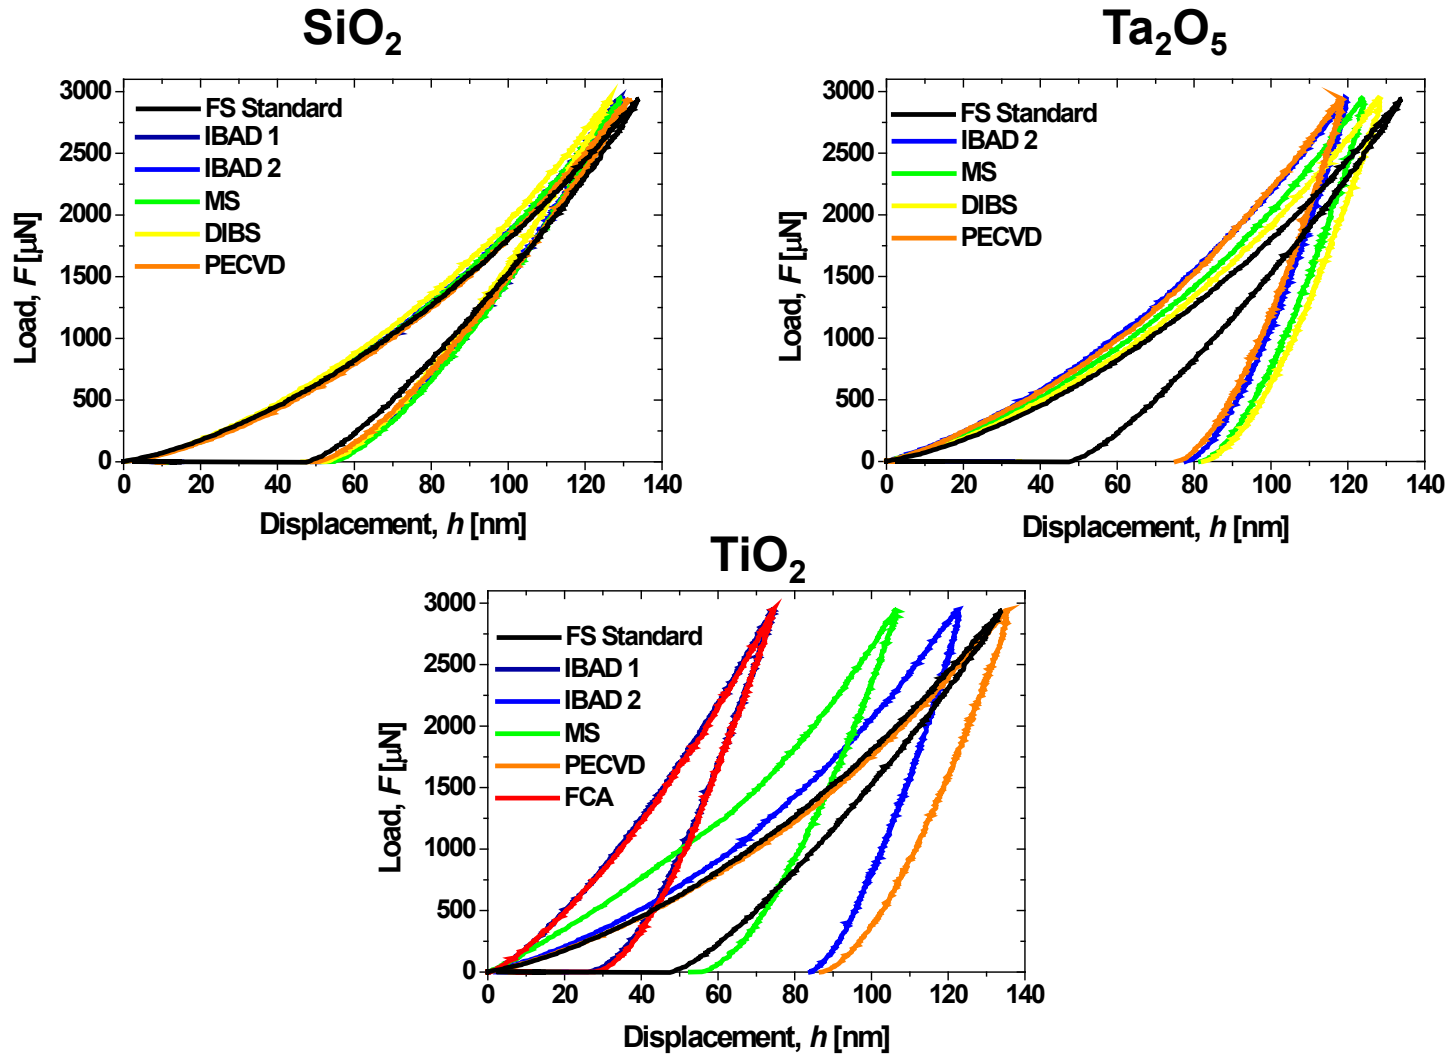 SiO₂
3000
2500
2000
1500
1000
500
0
Load, F [µN]
FS Standard
IBAD 1
IBAD 2
MS
DIBS
PECVD
0 20 40 60 80 100 120 140
Displacement, h [nm]
Ta₂O₅
3000
2500
2000
1500
1000
500
0
Load, F [µN]
FS Standard
IBAD 2
MS
DIBS
PECVD
0 20 40 60 80 100 120 140
Displacement, h [nm]
TiO₂
3000
2500
2000
1500
1000
500
0
Load, F [µN]
FS Standard
IBAD 1
IBAD 2
MS
PECVD
FCA
0 20 40 60 80 100 120 140
Displacement, h [nm]